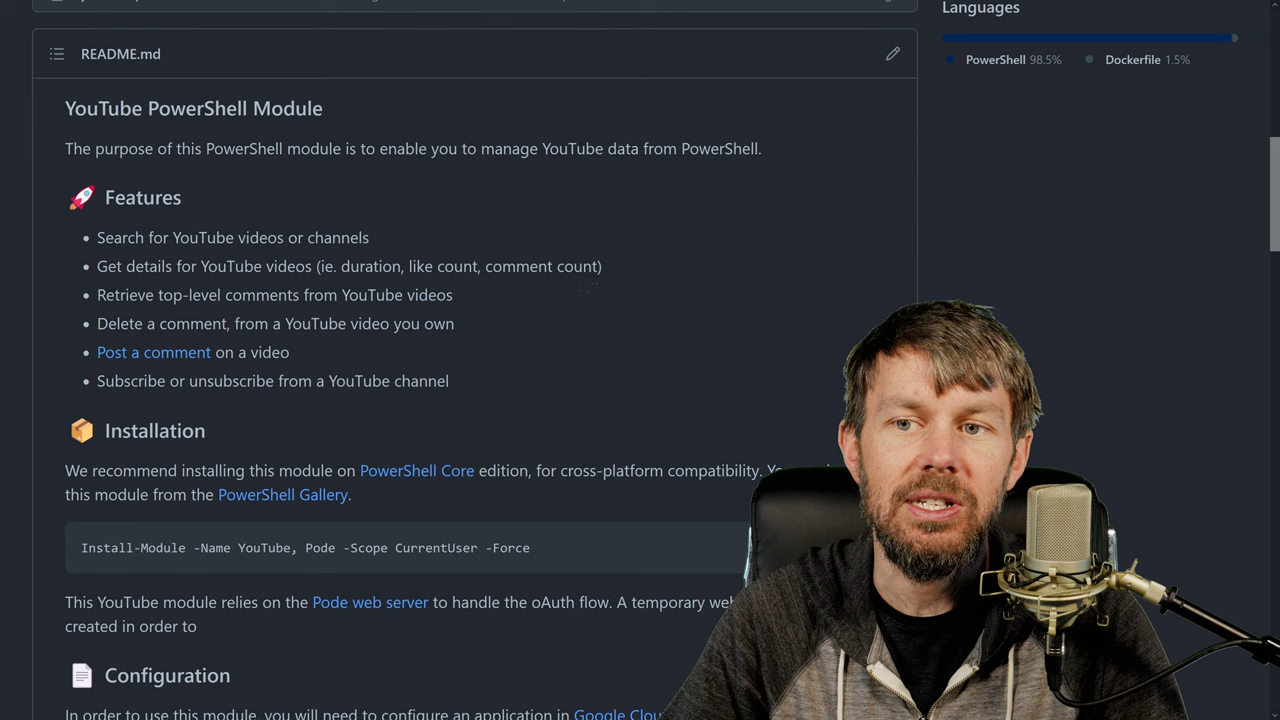 Languages
PowerShell 98.5% Dockerfile 1.5%
README.md
YouTube PowerShell Module
The purpose of this PowerShell module is to enable you to manage YouTube data from PowerShell.
🚀 Features
• Search for YouTube videos or channels
• Get details for YouTube videos (ie. duration, like count, comment count)
• Retrieve top-level comments from YouTube videos
• Delete a comment, from a YouTube video you own
• Post a comment on a video
• Subscribe or unsubscribe from a YouTube channel
📦 Installation
We recommend installing this module on PowerShell Core edition, for cross-platform compatibility.
this module from the PowerShell Gallery.
Install-Module -Name YouTube, Pode -Scope CurrentUser -Force
This YouTube module relies on the Pode web server to handle the oAuth flow. A temporary
created in order to
📄 Configuration
In order to use this module, you will need to configure an application in Google